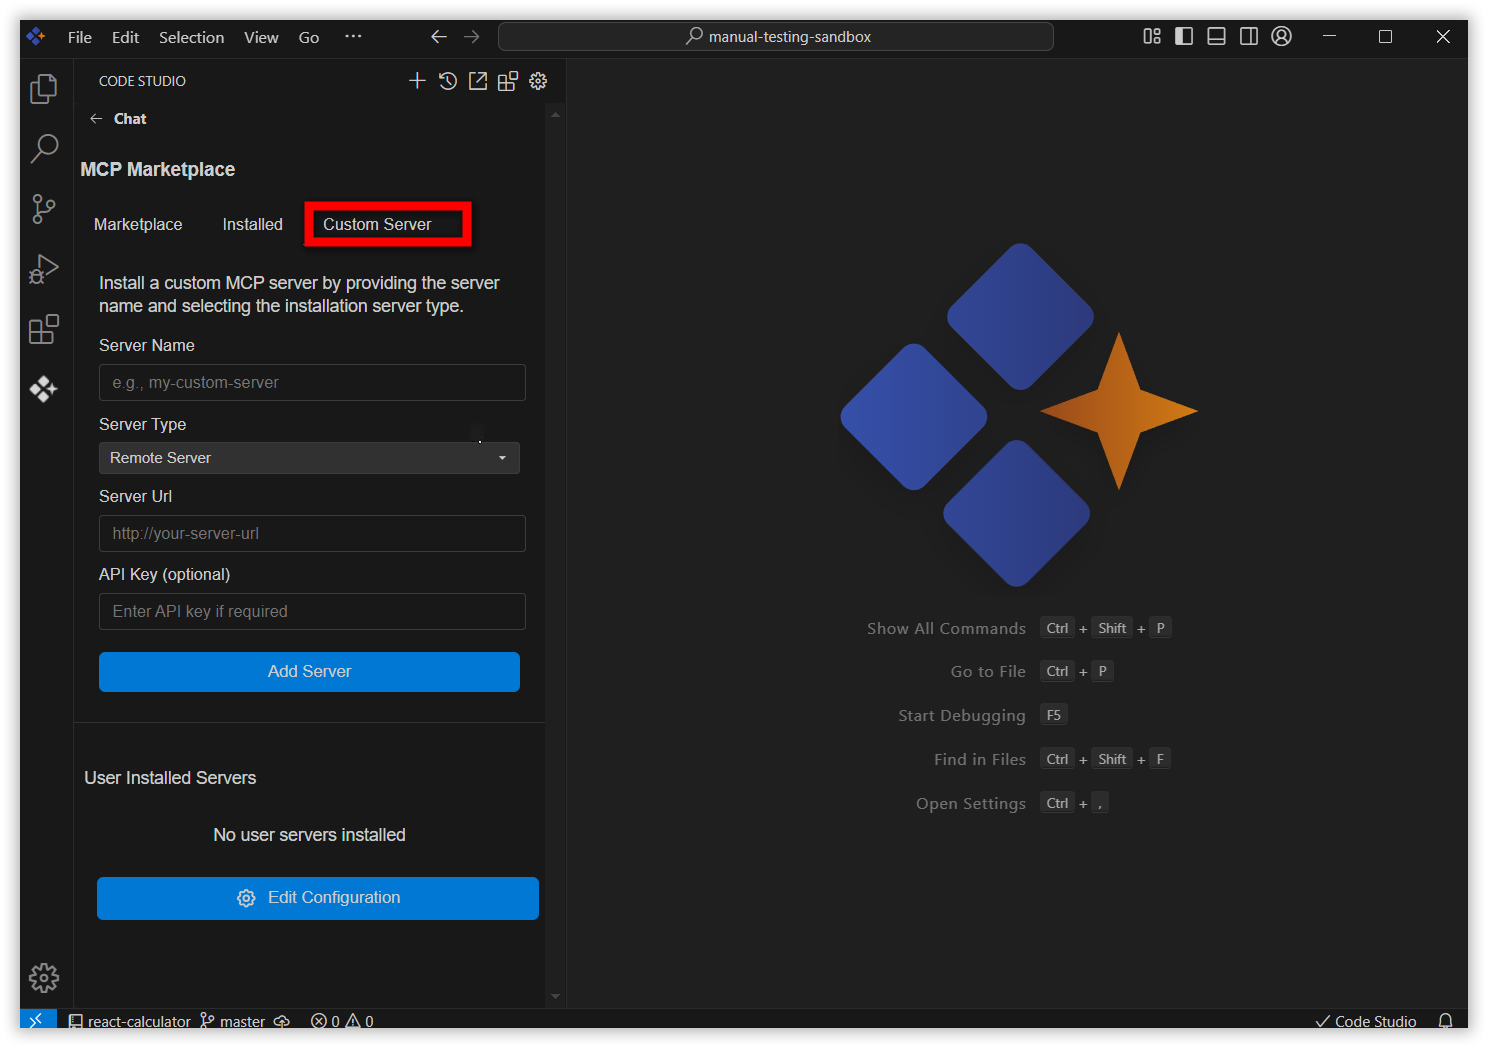 File Edit Selection View Go ···
manual-testing-sandbox
CODE STUDIO
Chat
MCP Marketplace
Marketplace Installed Custom Server
Install a custom MCP server by providing the server
name and selecting the installation server type.
Server Name
e.g., my-custom-server
Server Type
Remote Server
Server Url
http://your-server-url
API Key (optional)
Enter API key if required
Add Server
User Installed Servers
No user servers installed
Edit Configuration
Show All Commands Ctrl + Shift + P
Go to File Ctrl + P
Start Debugging F5
Find in Files Ctrl + Shift + F
Open Settings Ctrl + ,
react-calculator master 0 0 Code Studio